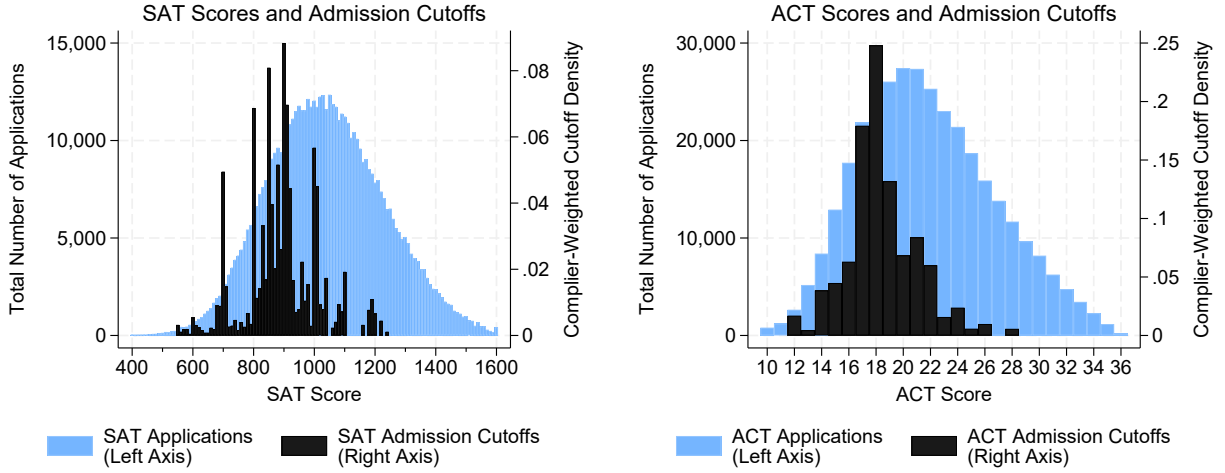 SAT Scores and Admission Cutoffs
Total Number of Applications
15,000
10,000
5,000
0
.08
.06
.04
.02
0
Complier-Weighted Cutoff Density
400 600 800 1000 1200 1400 1600
SAT Score
SAT Applications
(Left Axis)
SAT Admission Cutoffs
(Right Axis)
ACT Scores and Admission Cutoffs
Total Number of Applications
30,000
20,000
10,000
0
.25
.2
.15
.1
.05
0
Complier-Weighted Cutoff Density
10 12 14 16 18 20 22 24 26 28 30 32 34 36
ACT Score
ACT Applications
(Left Axis)
ACT Admission Cutoffs
(Right Axis)